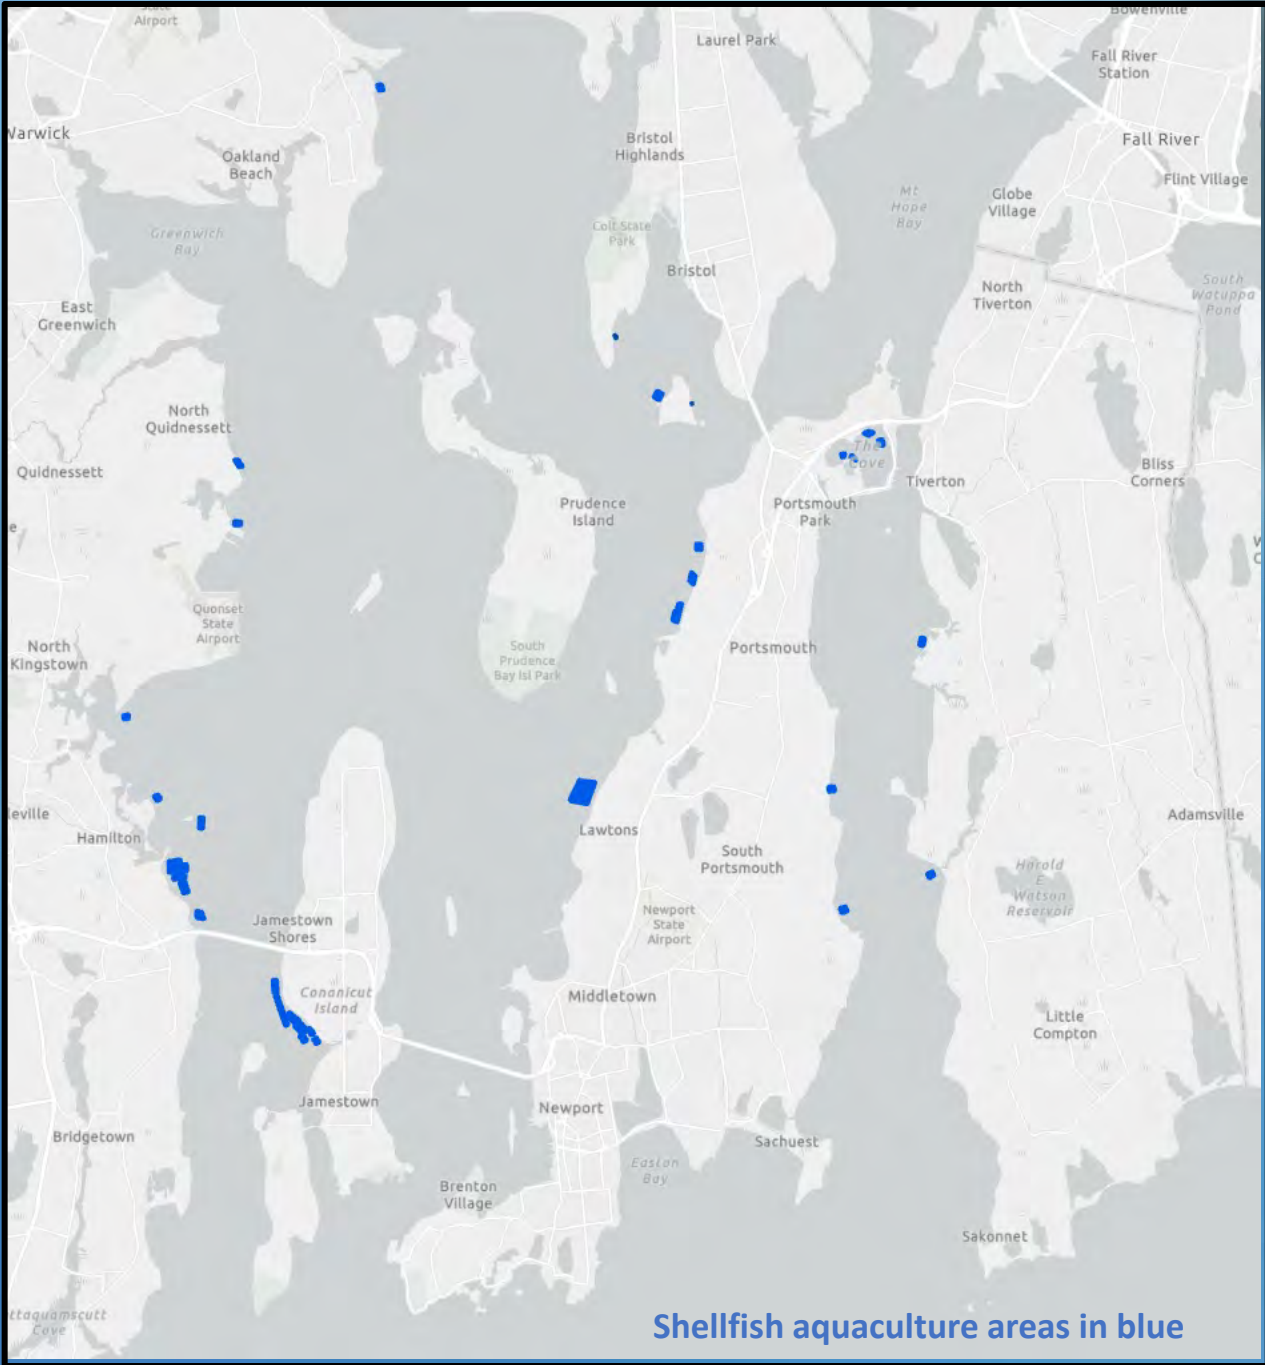 Airport
Bowenville
Laurel Park
Fall River
Station
Warwick
Bristol
Highlands
Fall River
Oakland
Beach
Flint Village
Globe
Village
Mt
Hope
Bay
Colt State
Park
Greenwich
Bay
Bristol
North
Tiverton
South
Watuppa
Pond
East
Greenwich
North
Quidnessett
Quidnessett
The
Cove
Tiverton
Bliss
Corners
Prudence
Island
Portsmouth
Park
Quonset
State
Airport
North
Kingstown
South
Prudence
Bay Isl Park
Portsmouth
leville
Hamilton
Lawtons
South
Portsmouth
Adamsville
Harold
E
Watson
Reservoir
Newport
State
Airport
Jamestown
Shores
Conanicut
Island
Middletown
Little
Compton
Jamestown
Newport
Bridgetown
Sachuest
Easton
Bay
Brenton
Village
Sakonnet
ttaquamscutt
Cove
Shellfish aquaculture areas in blue